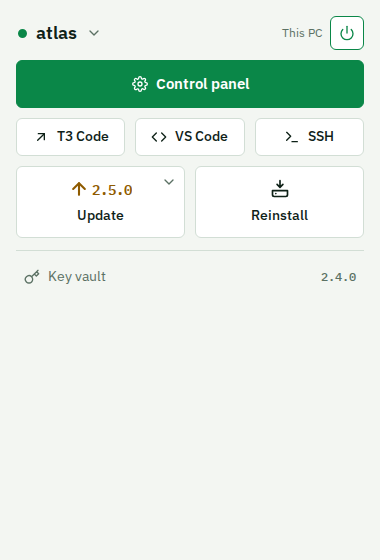 atlas
This PC
Control panel
T3 Code
VS Code
SSH
2.5.0
Update
Reinstall
Key vault
2.4.0